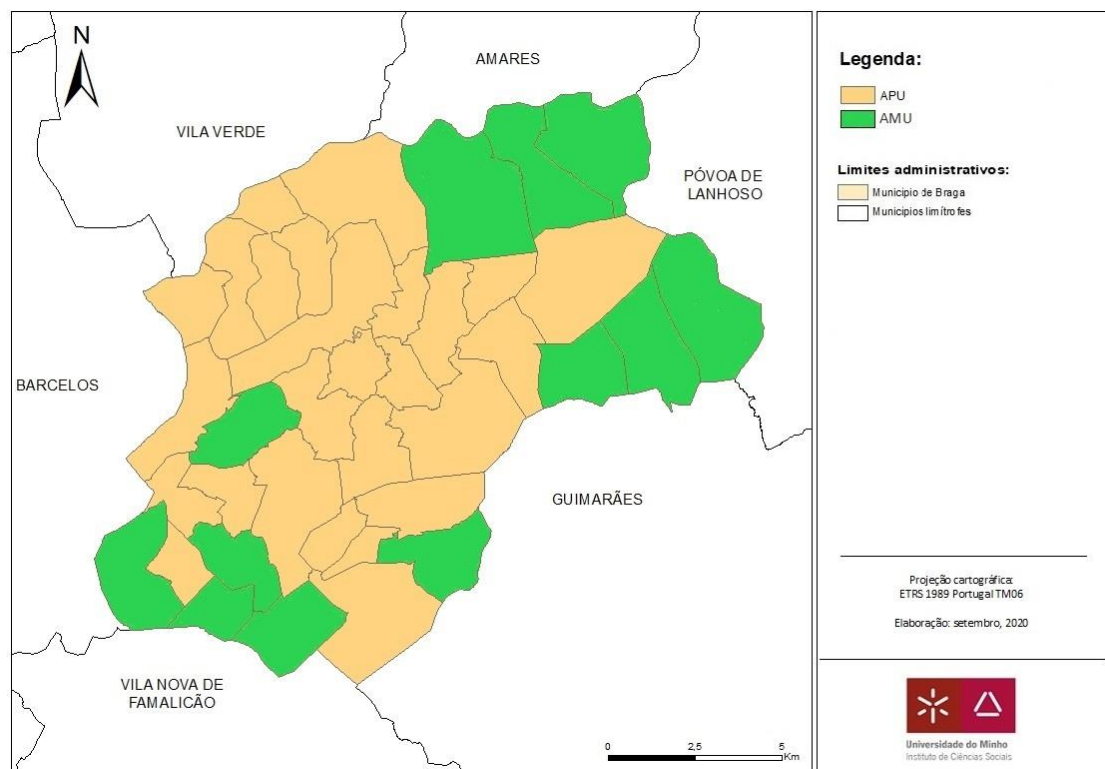 N
AMARES
VILA VERDE
PÓVOA DE
LANHOSO
BARCELOS
GUIMARÃES
VILA NOVA DE
FAMALICÃO
0 2,5 5
Km
Legenda:
APU
AMU
Limites administrativos:
Municipio de Braga
Municipios limítrofes
Projeção cartográfica:
ETRS 1989 Portugal TM06
Elaboração: setembro, 2020
Universidade do Minho
Instituto de Ciências Sociais